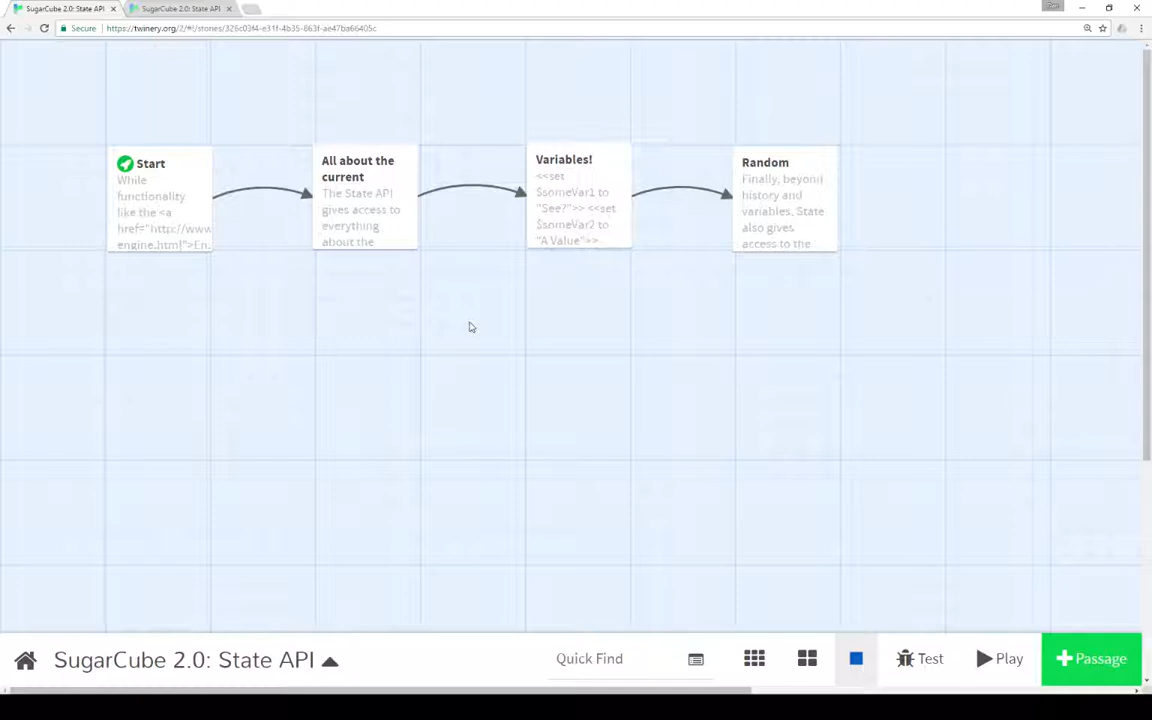 SugarCube 2.0: State API
SugarCube 2.0: State API
Secure
https://twinery.org/2/#!/stories/326c03f4-e31f-4b35-863f-ae47ba66405c
Start
While
functionality
like the <a
href="http://www
engine.html">En
All about the
current
The State API
gives access to
everything
about the
Variables!
<<set
$someVar1 to
"See?">> <<set
$someVar2 to
"A Value">>
Random
Finally, beyond
history and
variables, State
also gives
access to the
SugarCube 2.0: State API
Quick Find
Test
Play
Passage